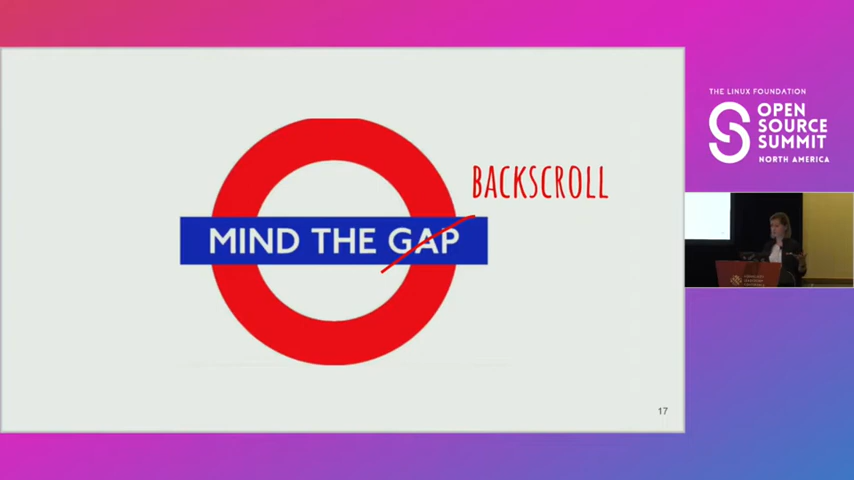 BACKSCROLL
MIND THE GAP
17
THE LINUX FOUNDATION
OPEN
SOURCE
SUMMIT
NORTH AMERICA